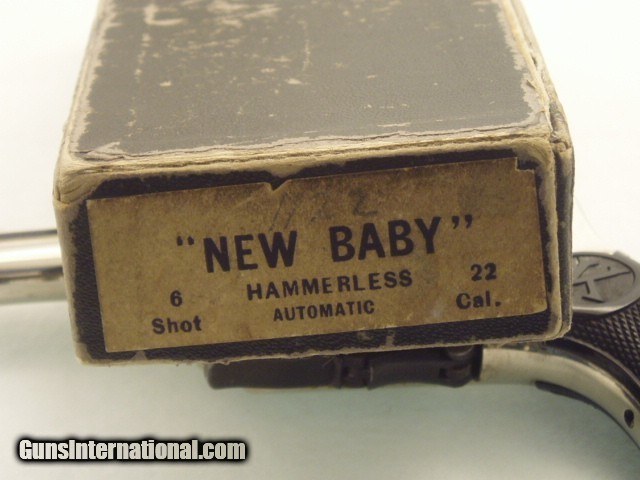 "NEW BABY"
HAMMERLESS
AUTOMATIC
6
Shot
22
Cal.
GunsInternational.com